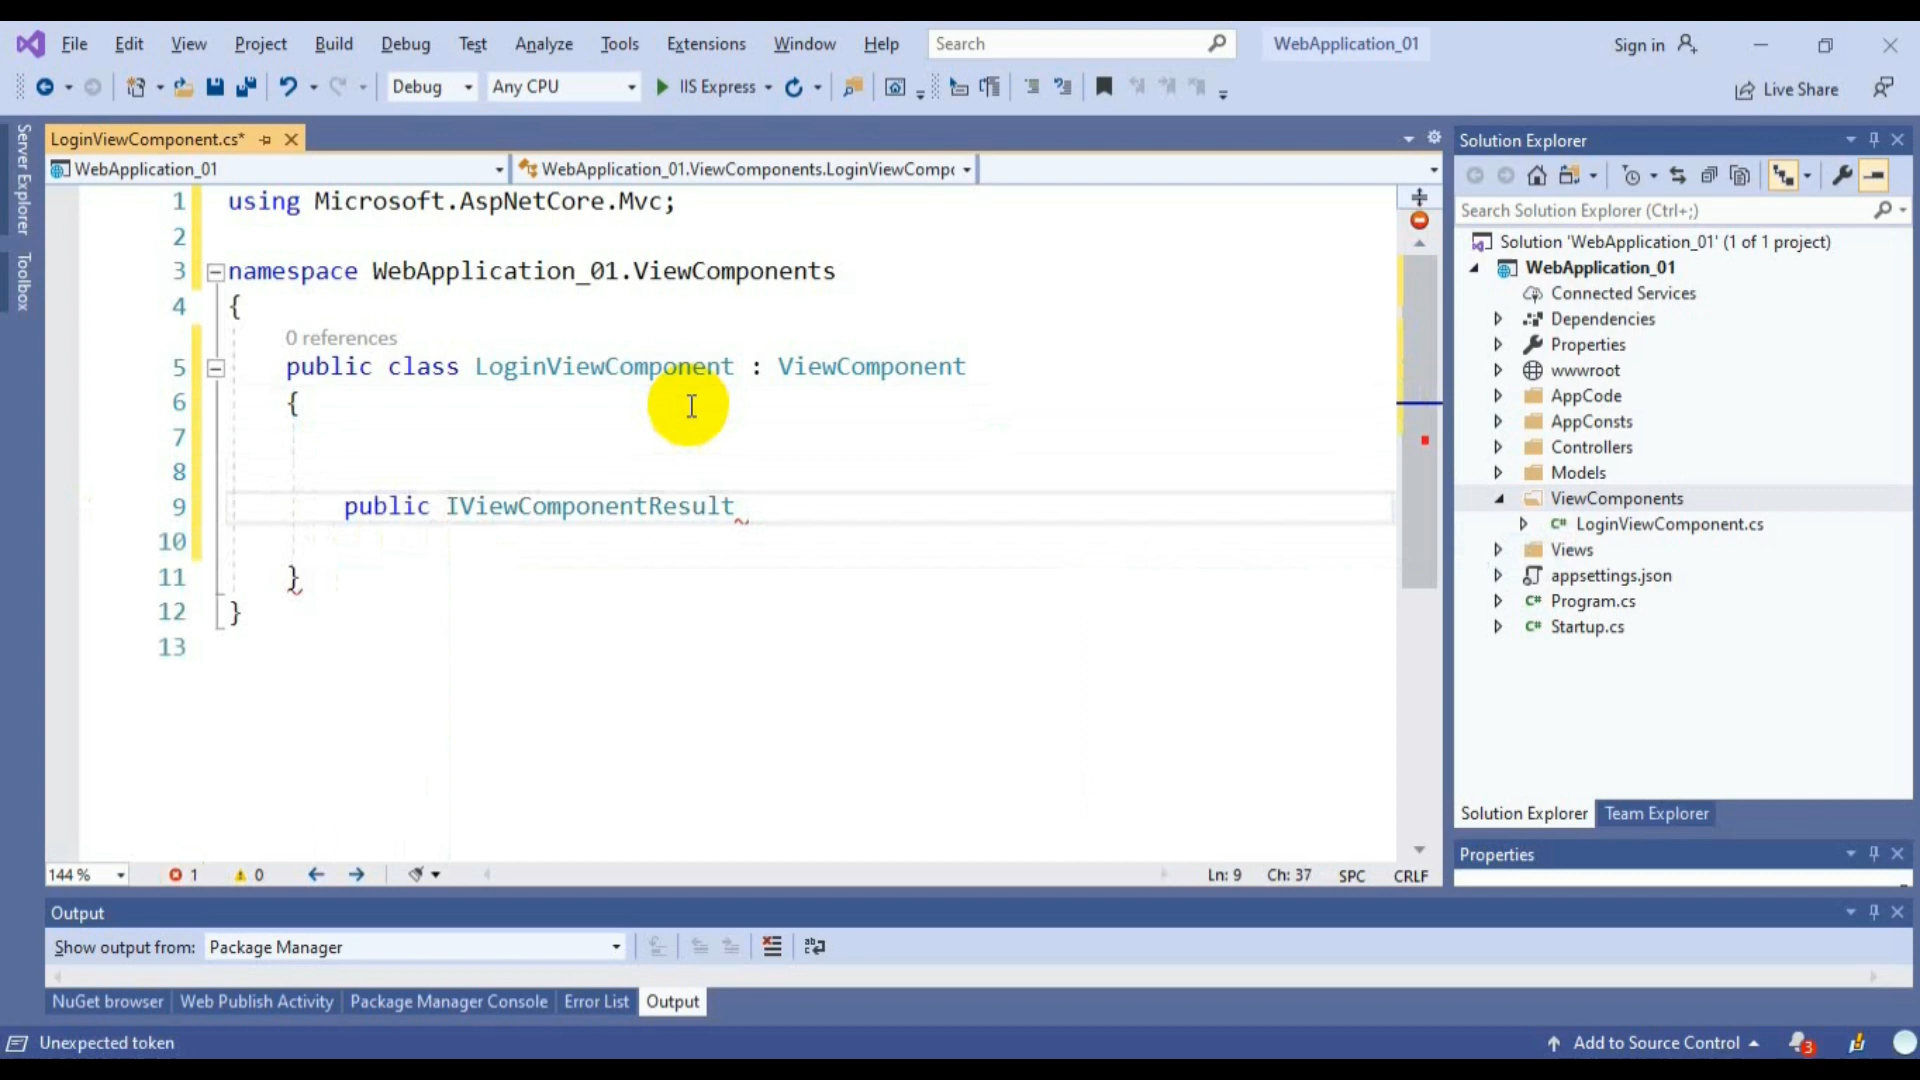 File Edit View Project Build Debug Test Analyze Tools Extensions Window Help Search WebApplication_01 Sign in
Debug Any CPU IIS Express Live Share
Server Explorer
Toolbox
LoginViewComponent.cs*
WebApplication_01 WebApplication_01.ViewComponents.LoginViewCompo
1 using Microsoft.AspNetCore.Mvc;
2
3 namespace WebApplication_01.ViewComponents
4 {
0 references
5 public class LoginViewComponent : ViewComponent
6 {
7
8
9 public IViewComponentResult
10
11 }
12 }
13
144 % 1 0 Ln: 9 Ch: 37 SPC CRLF
Solution Explorer
Search Solution Explorer (Ctrl+;)
Solution 'WebApplication_01' (1 of 1 project)
WebApplication_01
Connected Services
Dependencies
Properties
wwwroot
AppCode
AppConsts
Controllers
Models
ViewComponents
C# LoginViewComponent.cs
Views
appsettings.json
C# Program.cs
C# Startup.cs
Solution Explorer Team Explorer
Properties
Output
Show output from: Package Manager
NuGet browser Web Publish Activity Package Manager Console Error List Output
Unexpected token Add to Source Control 3